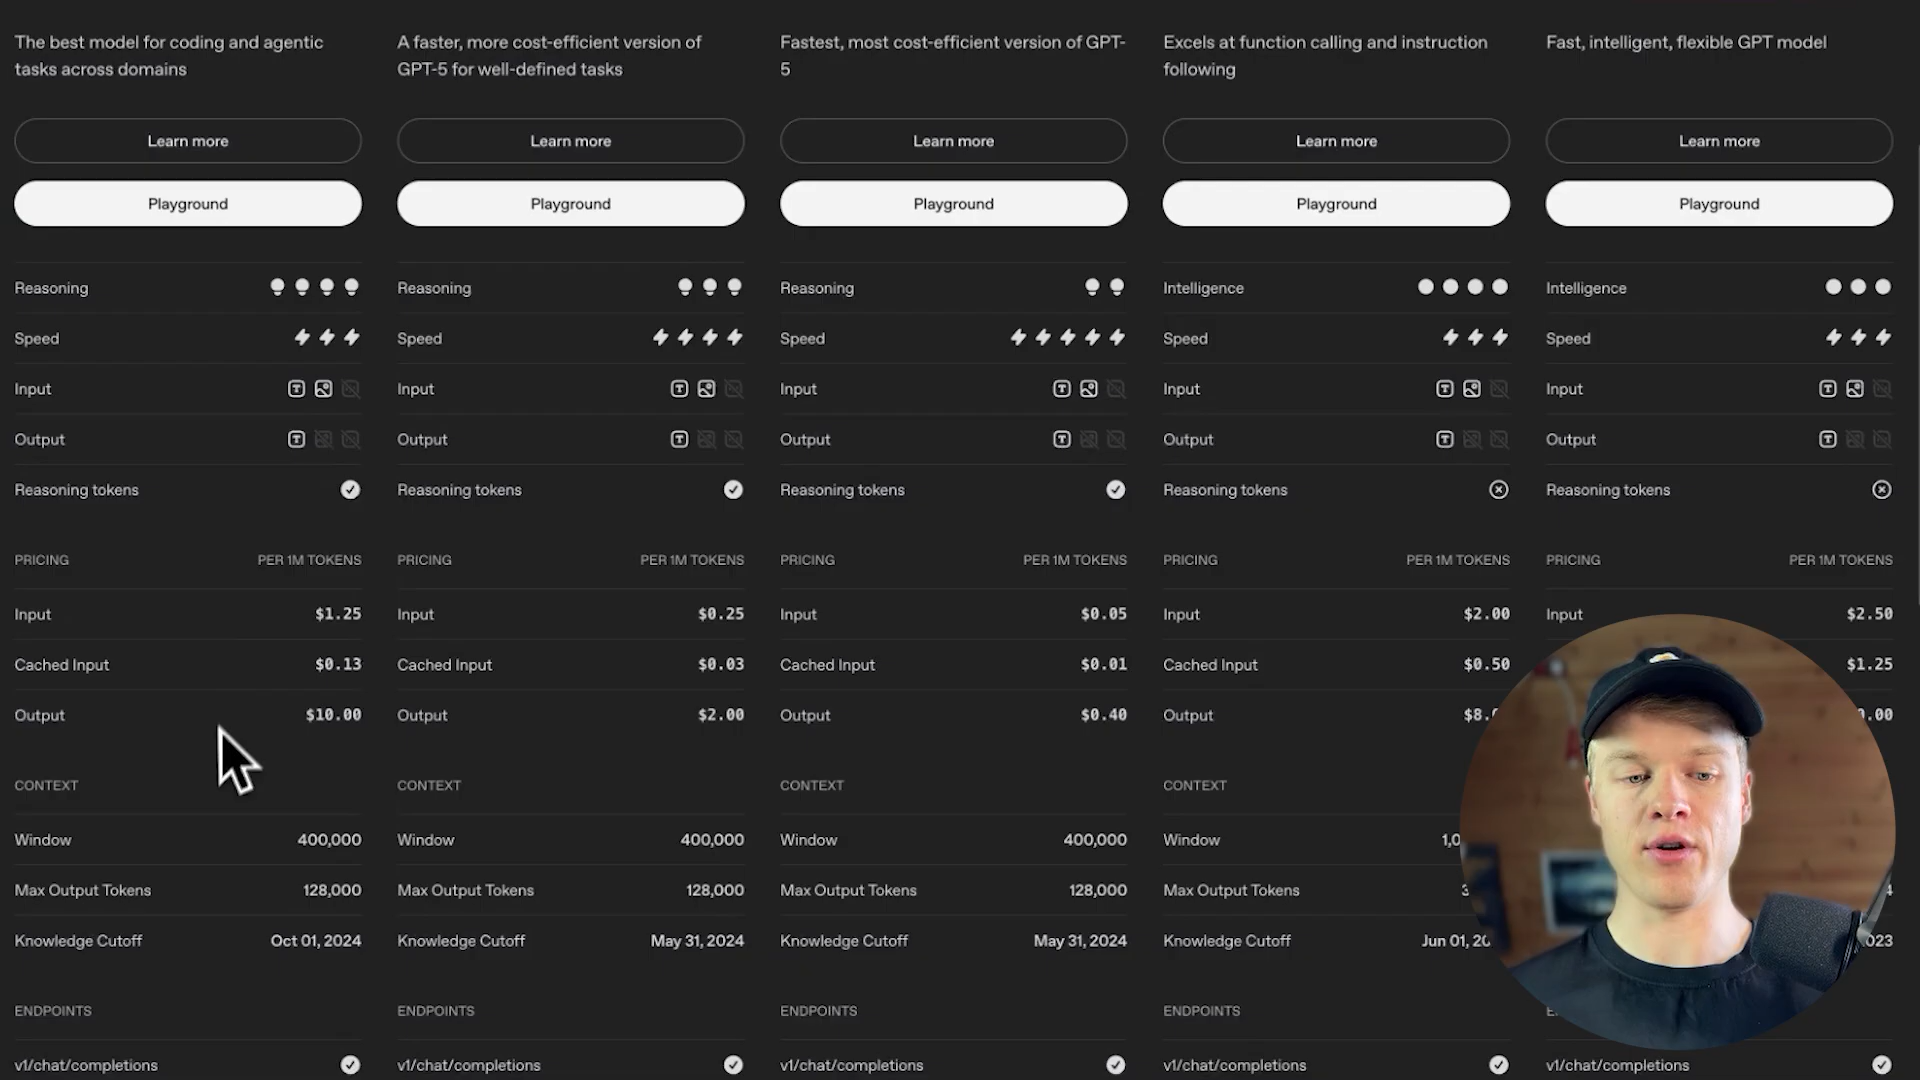 The best model for coding and agentic
tasks across domains
A faster, more cost-efficient version of
GPT-5 for well-defined tasks
Fastest, most cost-efficient version of GPT-
5
Excels at function calling and instruction
following
Fast, intelligent, flexible GPT model
Learn more Learn more Learn more Learn more Learn more
Playground Playground Playground Playground Playground
Reasoning Reasoning Reasoning Intelligence Intelligence
Speed Speed Speed Speed Speed
Input Input Input Input Input
Output Output Output Output Output
Reasoning tokens Reasoning tokens Reasoning tokens Reasoning tokens Reasoning tokens
PRICING PER 1M TOKENS PRICING PER 1M TOKENS PRICING PER 1M TOKENS PRICING PER 1M TOKENS PRICING PER 1M TOKENS
Input $1.25 Input $0.25 Input $0.05 Input $2.00 Input $2.50
Cached Input $0.13 Cached Input $0.03 Cached Input $0.01 Cached Input $0.50 $1.25
Output $10.00 Output $2.00 Output $0.40 Output
CONTEXT CONTEXT CONTEXT CONTEXT
Window 400,000 Window 400,000 Window 400,000 Window
Max Output Tokens 128,000 Max Output Tokens 128,000 Max Output Tokens 128,000 Max Output Tokens
Knowledge Cutoff Oct 01, 2024 Knowledge Cutoff May 31, 2024 Knowledge Cutoff May 31, 2024 Knowledge Cutoff Jun 01,
ENDPOINTS ENDPOINTS ENDPOINTS ENDPOINTS
v1/chat/completions v1/chat/completions v1/chat/completions v1/chat/completions v1/chat/completions